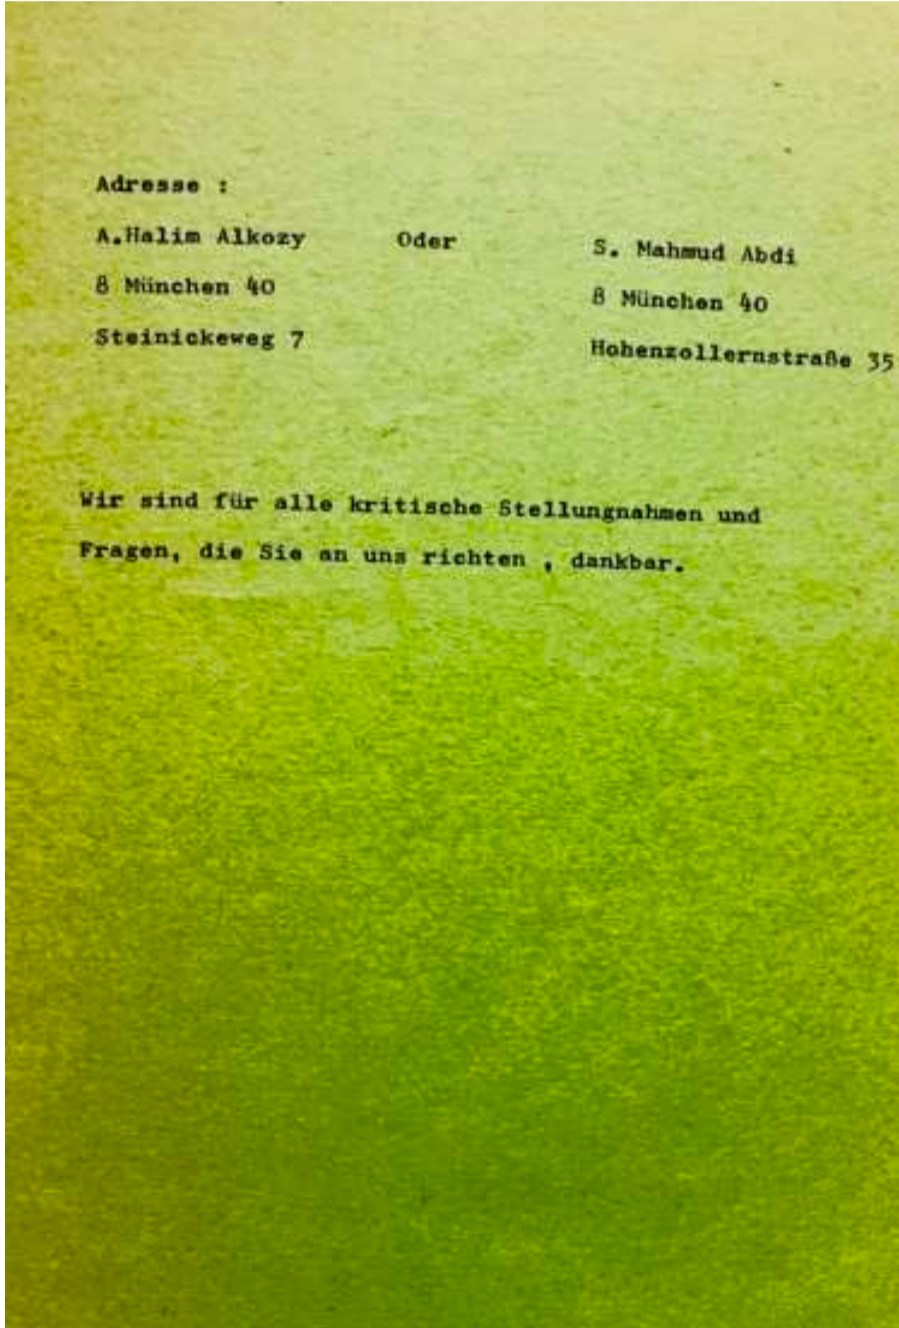 Adresse :
A.Halim Alkozy Oder S. Mahmud Abdi
8 München 40 8 München 40
Steinickeweg 7 Hohenzollernstraße 35
Wir sind für alle kritische Stellungnahmen und
Fragen, die Sie an uns richten , dankbar.